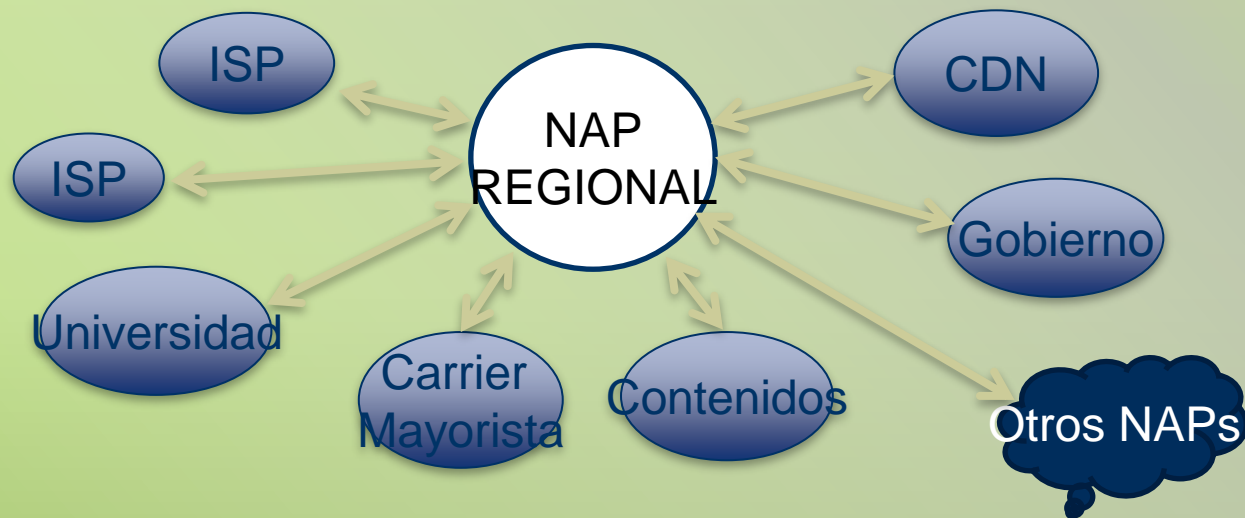 ISP
CDN
NAP
REGIONAL
ISP
Gobierno
Universidad
Carrier
Mayorista
Contenidos
Otros NAPs